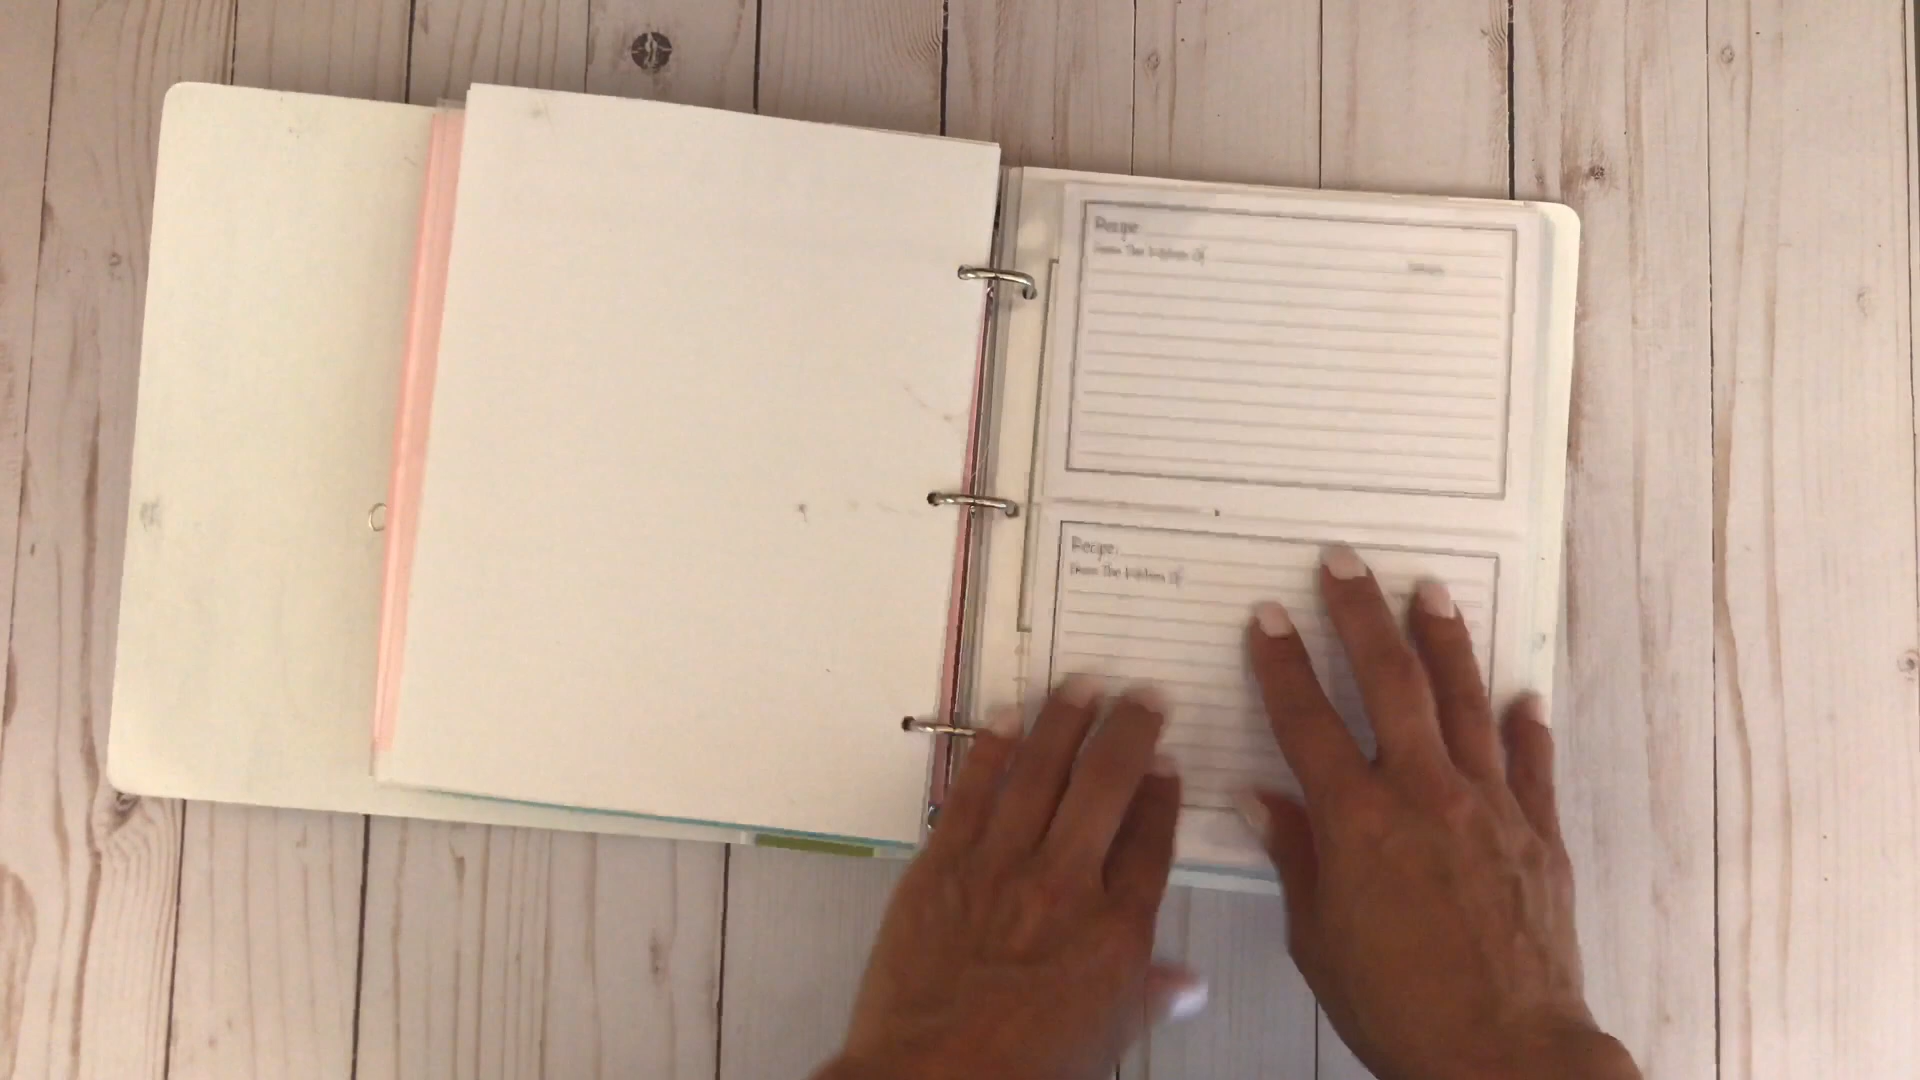 Recipe:
From The Kitchen Of
Recipe:
From The Kitchen Of